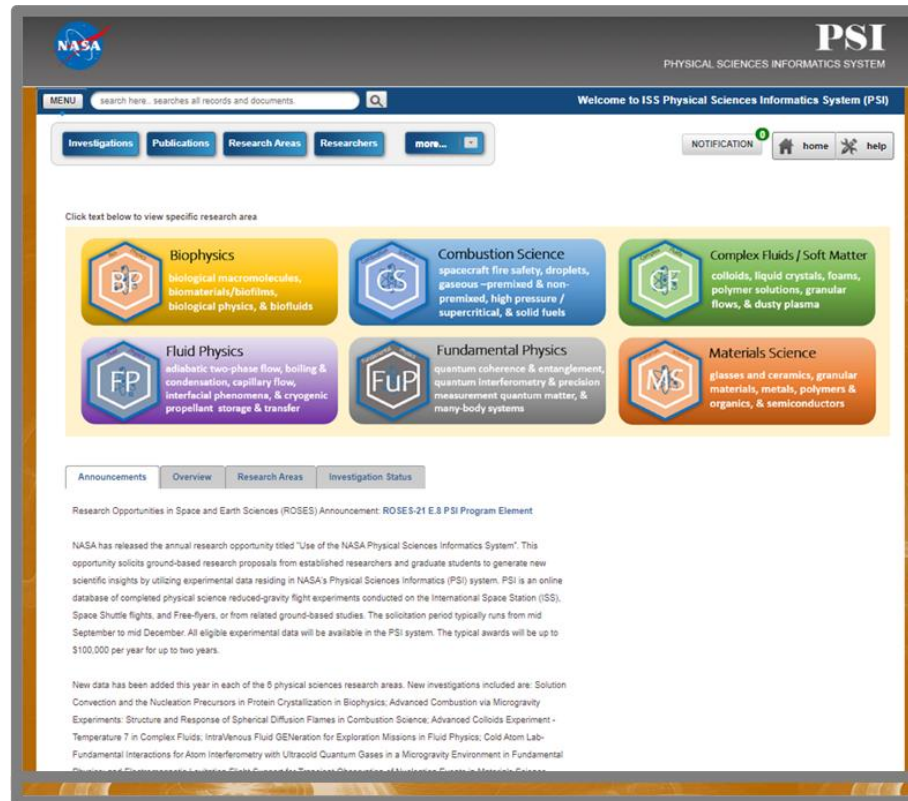 NASA
PSI
PHYSICAL SCIENCES INFORMATICS SYSTEM
MENU
search here.. searches all records and documents.
Welcome to ISS Physical Sciences Informatics System (PSI)
Investigations
Publications
Research Areas
Researchers
more...
NOTIFICATION
0
home
help
Click text below to view specific research area
BP
Biophysics
biological macromolecules,
biomaterials/biofilms,
biological physics, & biofluids
CS
Combustion Science
spacecraft fire safety, droplets,
gaseous –premixed & non-
premixed, high pressure /
supercritical, & solid fuels
CF
Complex Fluids / Soft Matter
colloids, liquid crystals, foams,
polymer solutions, granular
flows, & dusty plasma
FP
Fluid Physics
adiabatic two-phase flow, boiling &
condensation, capillary flow,
interfacial phenomena, & cryogenic
propellant storage & transfer
FuP
Fundamental Physics
quantum coherence & entanglement,
quantum interferometry & precision
measurement quantum matter, &
many-body systems
MS
Materials Science
glasses and ceramics, granular
materials, metals, polymers &
organics, & semiconductors
Announcements
Overview
Research Areas
Investigation Status
Research Opportunities in Space and Earth Sciences (ROSES) Announcement: ROSES-21 E.8 PSI Program Element
NASA has released the annual research opportunity titled "Use of the NASA Physical Sciences Informatics System". This
opportunity solicits ground-based research proposals from established researchers and graduate students to generate new
scientific insights by utilizing experimental data residing in NASA's Physical Sciences Informatics (PSI) system. PSI is an online
database of completed physical science reduced-gravity flight experiments conducted on the International Space Station (ISS),
Space Shuttle flights, and Free-flyers, or from related ground-based studies. The solicitation period typically runs from mid
September to mid December. All eligible experimental data will be available in the PSI system. The typical awards will be up to
$100,000 per year for up to two years.
New data has been added this year in each of the 6 physical sciences research areas. New investigations included are: Solution
Convection and the Nucleation Precursors in Protein Crystallization in Biophysics; Advanced Combustion via Microgravity
Experiments: Structure and Response of Spherical Diffusion Flames in Combustion Science; Advanced Colloids Experiment -
Temperature 7 in Complex Fluids; IntraVenous Fluid GENeration for Exploration Missions in Fluid Physics; Cold Atom Lab-
Fundamental Interactions for Atom Interferometry with Ultracold Quantum Gases in a Microgravity Environment in Fundamental